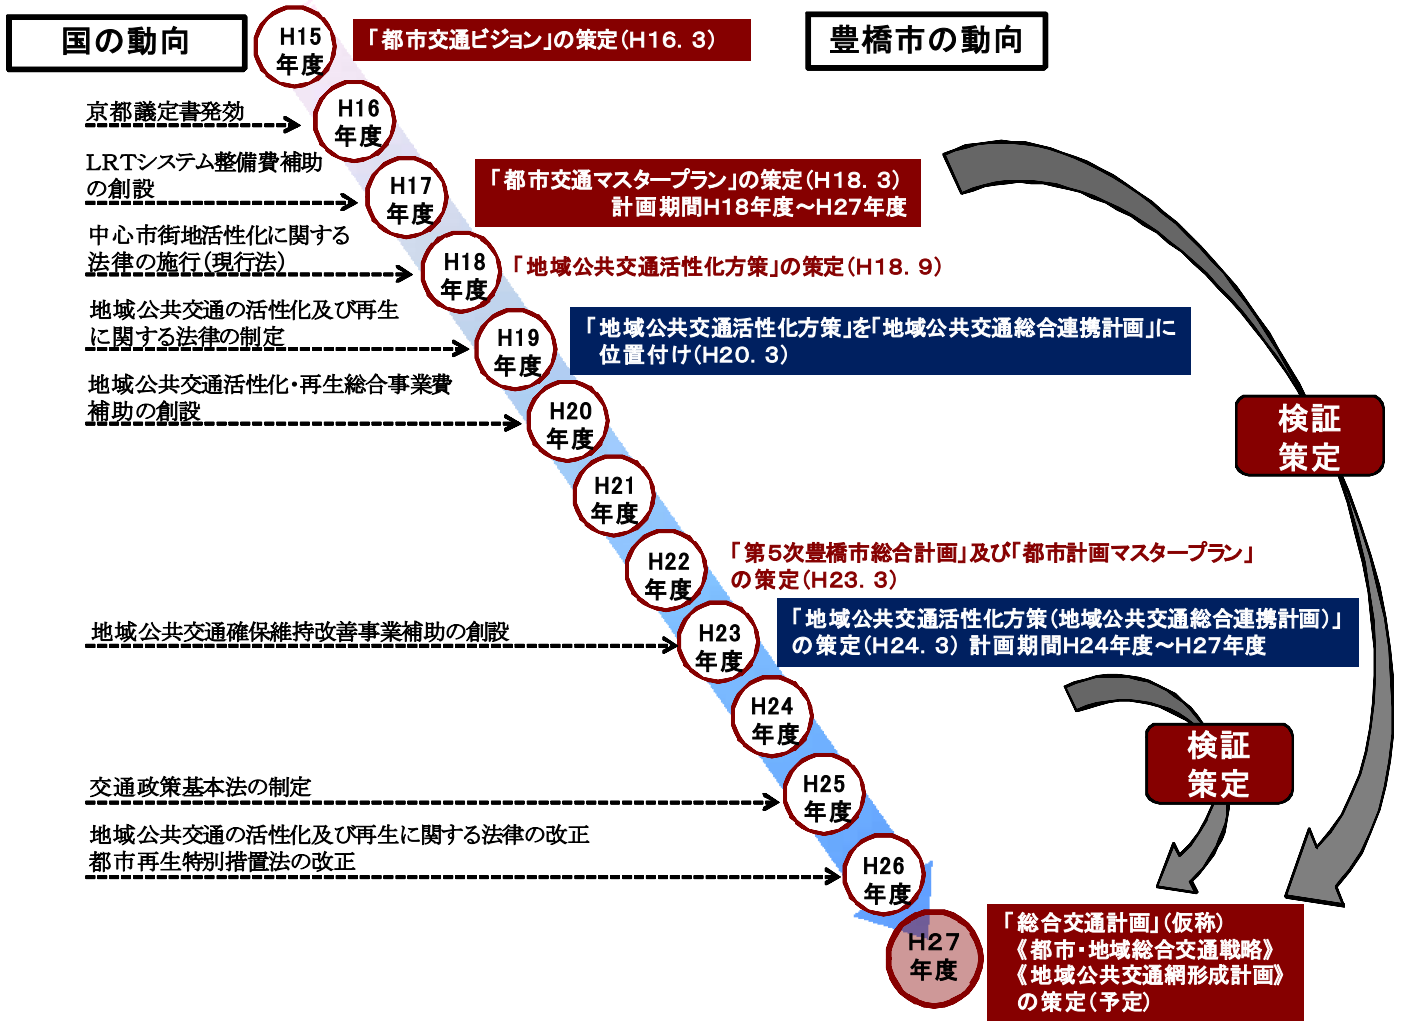 国の動向
豊橋市の動向
H15
年度
「都市交通ビジョン」の策定(H16. 3)
京都議定書発効
H16
年度
LRTシステム整備費補助
の創設
H17
年度
「都市交通マスタープラン」の策定(H18. 3)
計画期間H18年度～H27年度
中心市街地活性化に関する
法律の施行(現行法)
H18
年度
「地域公共交通活性化方策」の策定(H18. 9)
地域公共交通の活性化及び再生
に関する法律の制定
H19
年度
「地域公共交通活性化方策」を「地域公共交通総合連携計画」に
位置付け(H20. 3)
地域公共交通活性化・再生総合事業費
補助の創設
H20
年度
検証
策定
H21
年度
H22
年度
「第5次豊橋市総合計画」及び「都市計画マスタープラン」
の策定(H23. 3)
地域公共交通確保維持改善事業補助の創設
H23
年度
「地域公共交通活性化方策(地域公共交通総合連携計画)」
の策定(H24. 3) 計画期間H24年度～H27年度
H24
年度
検証
策定
交通政策基本法の制定
H25
年度
地域公共交通の活性化及び再生に関する法律の改正
都市再生特別措置法の改正
H26
年度
H27
年度
「総合交通計画」(仮称)
《都市・地域総合交通戦略》
《地域公共交通網形成計画》
の策定(予定)